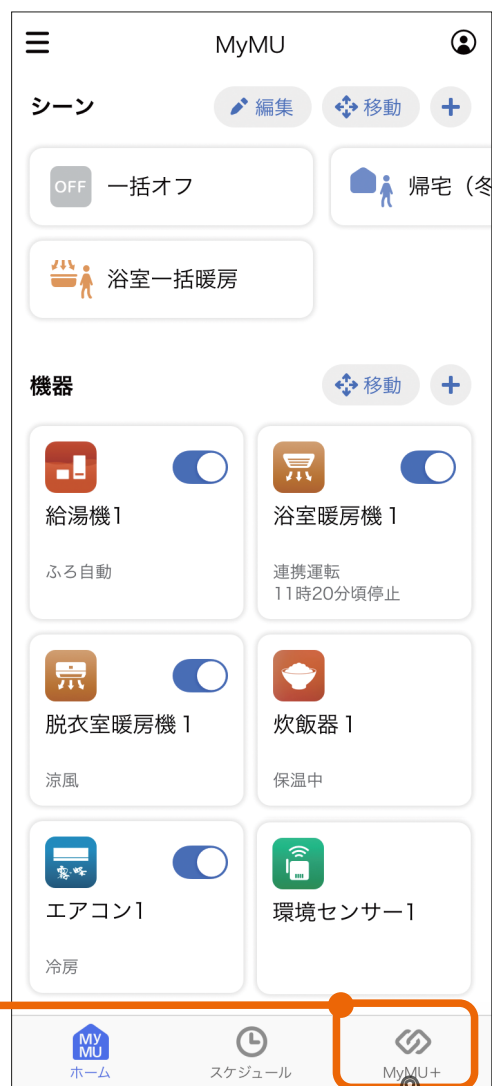 MyMU
シーン
編集
移動
OFF 一括オフ
帰宅（冬
浴室一括暖房
機器
移動
給湯機1
ふろ自動
浴室暖房機 1
連携運転
11時20分頃停止
脱衣室暖房機 1
涼風
炊飯器 1
保温中
霧ヶ峰
エアコン1
冷房
環境センサー1
My
MU
ホーム
スケジュール
MyMU+